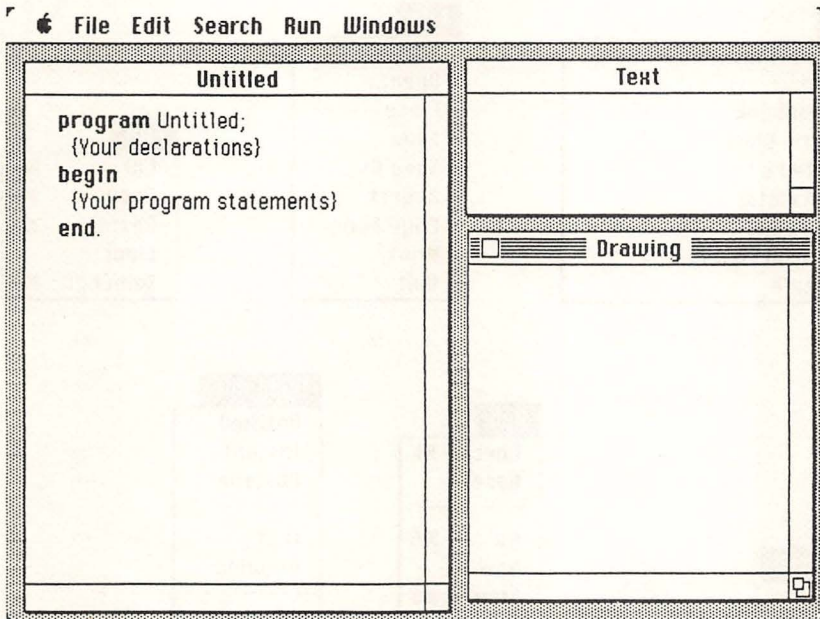 File Edit Search Run Windows
Untitled
program Untitled;
{Your declarations}
begin
{Your program statements}
end.
Text
Drawing